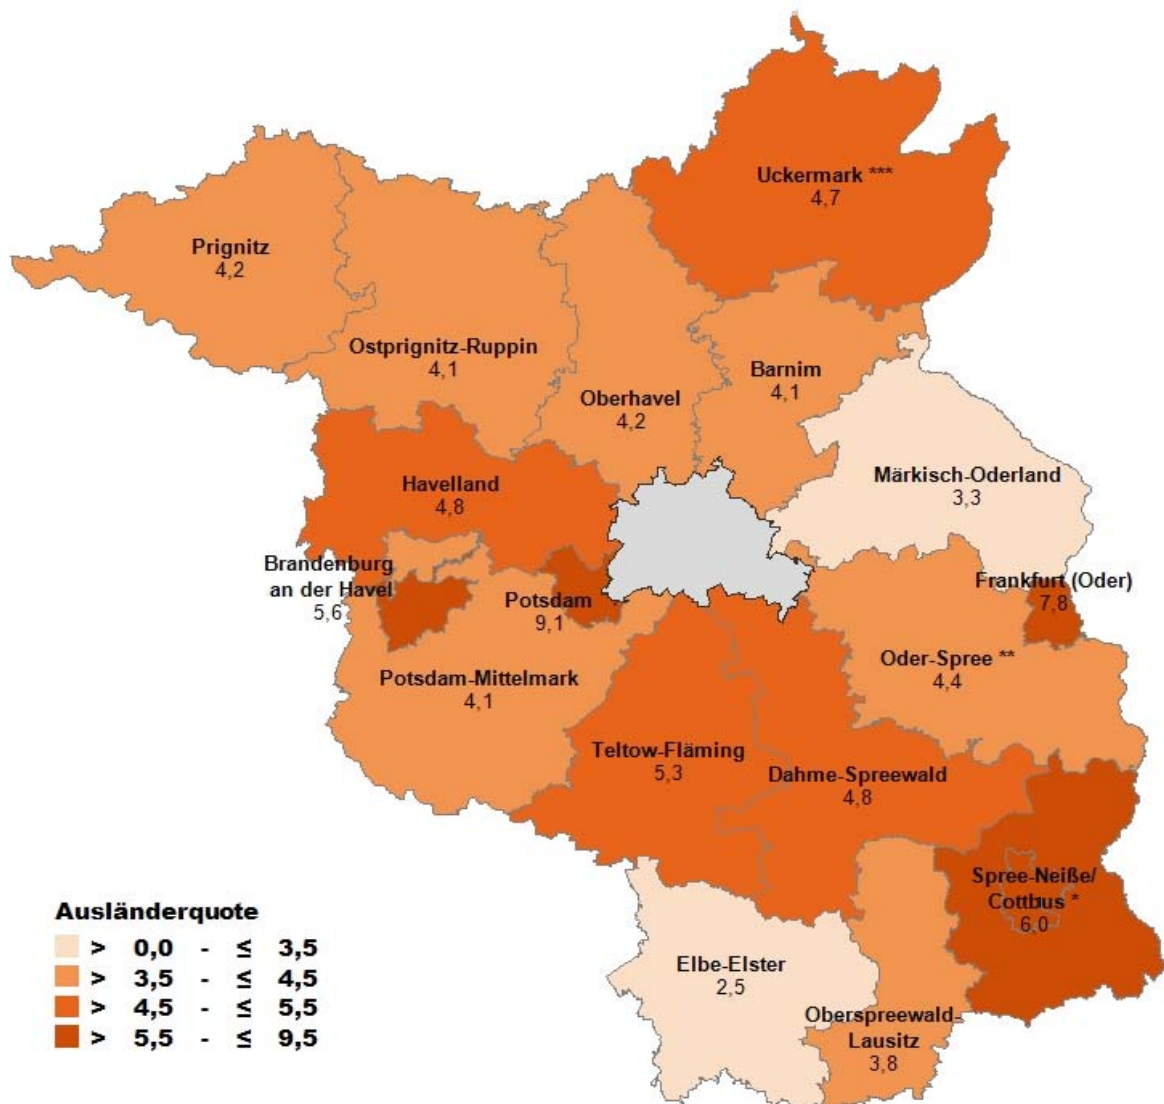 Uckermark ***
4,7
Prignitz
4,2
Ostprignitz-Ruppin
4,1
Oberhavel
4,2
Barnim
4,1
Märkisch-Oderland
3,3
Havelland
4,8
Brandenburg
an der Havel
5,6
Potsdam
9,1
Frankfurt (Oder)
7,8
Oder-Spree **
4,4
Potsdam-Mittelmark
4,1
Teltow-Fläming
5,3
Dahme-Spreewald
4,8
Spree-Neiße/
Cottbus *
6,0
Elbe-Elster
2,5
Oberspreewald-
Lausitz
3,8
Ausländerquote
> 0,0 - ≤ 3,5
> 3,5 - ≤ 4,5
> 4,5 - ≤ 5,5
> 5,5 - ≤ 9,5